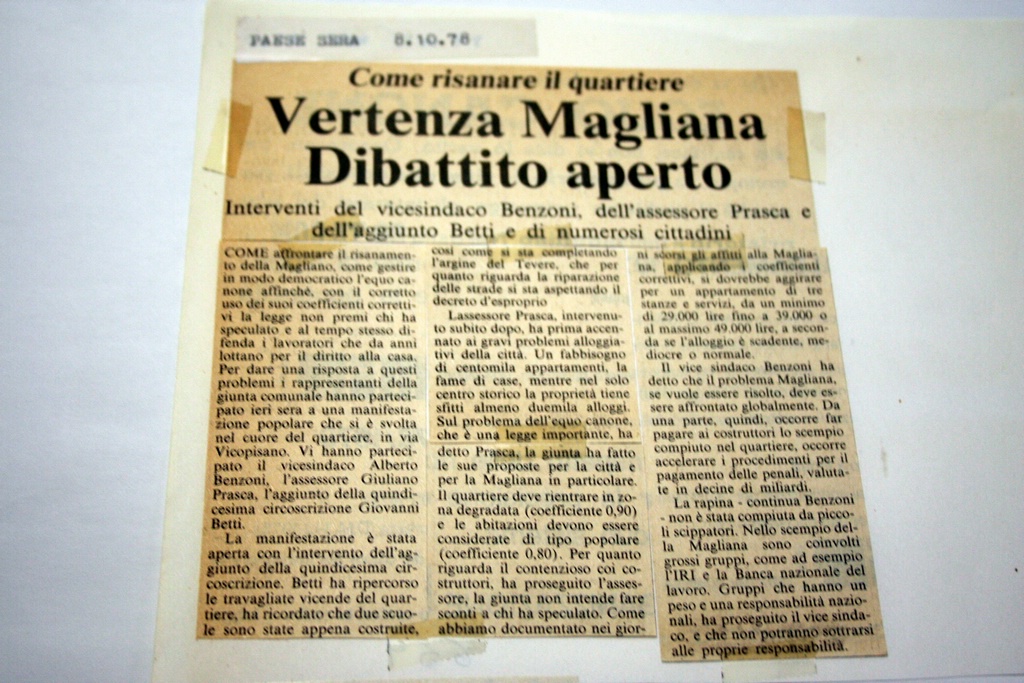 PAESE SERA 8.10.78
Come risanare il quartiere
Vertenza Magliana
Dibattito aperto
Interventi del vicesindaco Benzoni, dell'assessore Prasca e
dell'aggiunto Betti e di numerosi cittadini
COME affrontare il risanamen-
to della Magliano, come gestire
in modo democratico l'equo ca-
none affinchè, con il corretto
uso dei suoi coefficienti corretti-
vi la legge non premi chi ha
speculato e al tempo stesso di-
fenda i lavoratori che da anni
lottano per il diritto alla casa.
Per dare una risposta a questi
problemi i rappresentanti della
giunta comunale hanno parteci-
pato ieri sera a una manifesta-
zione popolare che si è svolta
nel cuore del quartiere, in via
Vicopisano. Vi hanno parteci-
pato il vicesindaco Alberto
Benzoni, l'assessore Giuliano
Prasca, l'aggiunto della quindi-
cesima circoscrizione Giovanni
Betti.
La manifestazione è stata
aperta con l'intervento dell'ag-
giunto della quindicesima cir-
coscrizione. Betti ha ripercorso
le travagliate vicende del quar-
tiere, ha ricordato che due scuo-
le sono state appena costruite,
così come si sta completando
l'argine del Tevere, che per
quanto riguarda la riparazione
delle strade si sta aspettando il
decreto d'esproprio
Lassessore Prasca, intervenu-
to subito dopo, ha prima accen-
nato ai gravi problemi alloggia-
tivi della città. Un fabbisogno
di centomila appartamenti, la
fame di case, mentre nel solo
centro storico la proprietà tiene
sfitti almeno duemila alloggi.
Sul problema dell'equo canone,
che è una legge importante, ha
detto Prasca, la giunta ha fatto
le sue proposte per la città e
per la Magliana in particolare.
Il quartiere deve rientrare in zo-
na degradata (coefficiente 0,90)
e le abitazioni devono essere
considerate di tipo popolare
(coefficiente 0,80). Per quanto
riguarda il contenzioso coi co-
struttori, ha proseguito l'asses-
sore, la giunta non intende fare
sconti a chi ha speculato. Come
abbiamo documentato nei gior-
ni scorsi gli affitti alla Maglia-
na, applicando i coefficienti
correttivi, si dovrebbe aggirare
per un appartamento di tre
stanze e servizi, da un minimo
di 29.000 lire fino a 39.000 o
al massimo 49.000 lire, a secon-
da se l'alloggio è scadente, me-
diocre o normale.
Il vice sindaco Benzoni ha
detto che il problema Magliana,
se vuole essere risolto, deve es-
sere affrontato globalmente. Da
una parte, quindi, occorre far
pagare ai costruttori lo scempio
compiuto nel quartiere, occorre
accelerare i procedimenti per il
pagamento delle penali, valuta-
te in decine di miliardi.
La rapina - continua Benzoni
- non è stata compiuta da picco-
li scippatori. Nello scempio del-
la Magliana sono coinvolti
grossi gruppi, come ad esempio
l'IRI e la Banca nazionale del
lavoro. Gruppi che hanno un
peso e una responsabilità nazio-
nali, ha proseguito il vice sinda-
co, e che non potranno sottrarsi
alle proprie responsabilità.